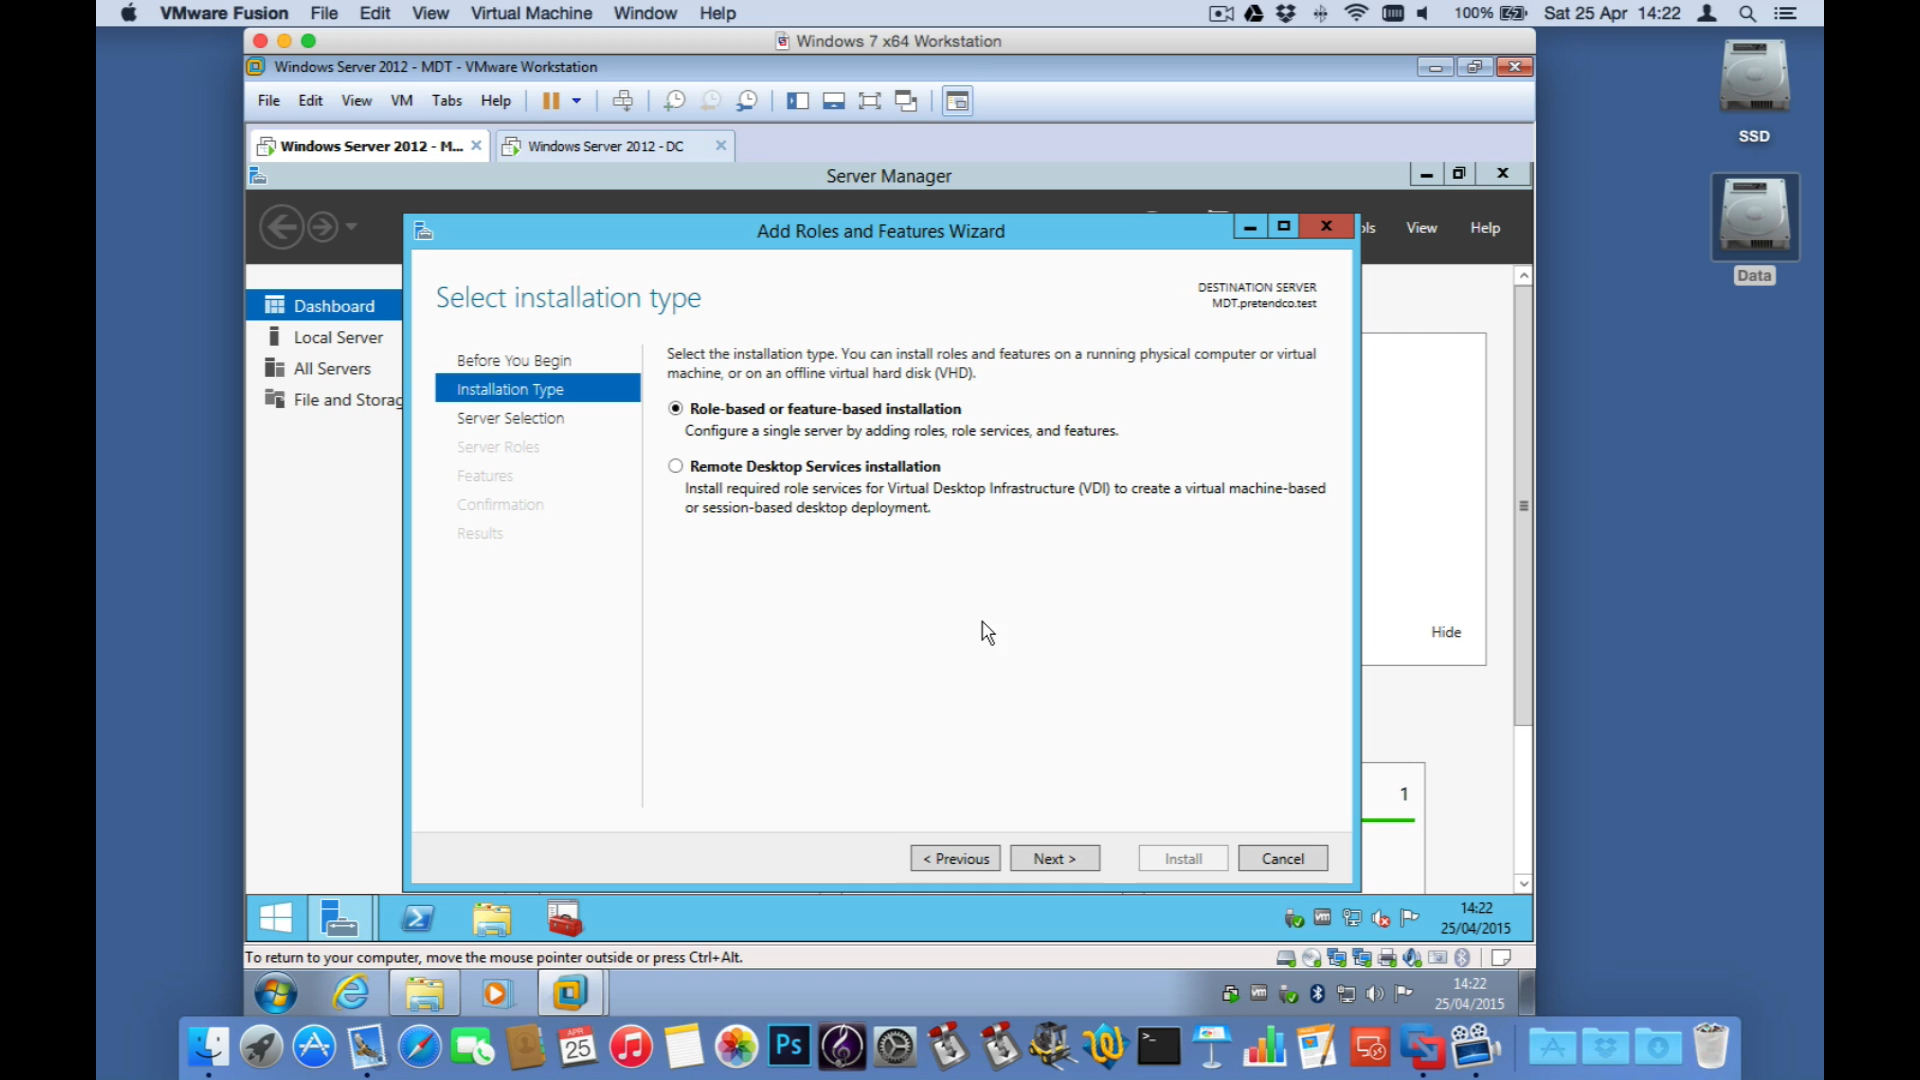 VMware Fusion File Edit View Virtual Machine Window Help 100% Sat 25 Apr 14:22
Windows 7 x64 Workstation
Windows Server 2012 - MDT - VMware Workstation
File Edit View VM Tabs Help
Windows Server 2012 - M... Windows Server 2012 - DC
Server Manager
ols View Help
Add Roles and Features Wizard
Select installation type
DESTINATION SERVER
MDT.pretendco.test
Dashboard
Local Server
All Servers
File and Storag
Before You Begin
Installation Type
Server Selection
Server Roles
Features
Confirmation
Results
Select the installation type. You can install roles and features on a running physical computer or virtual
machine, or on an offline virtual hard disk (VHD).
Role-based or feature-based installation
Configure a single server by adding roles, role services, and features.
Remote Desktop Services installation
Install required role services for Virtual Desktop Infrastructure (VDI) to create a virtual machine-based
or session-based desktop deployment.
Hide
1
< Previous Next > Install Cancel
14:22
25/04/2015
To return to your computer, move the mouse pointer outside or press Ctrl+Alt.
14:22
25/04/2015
SSD
Data
APR
25
Ps